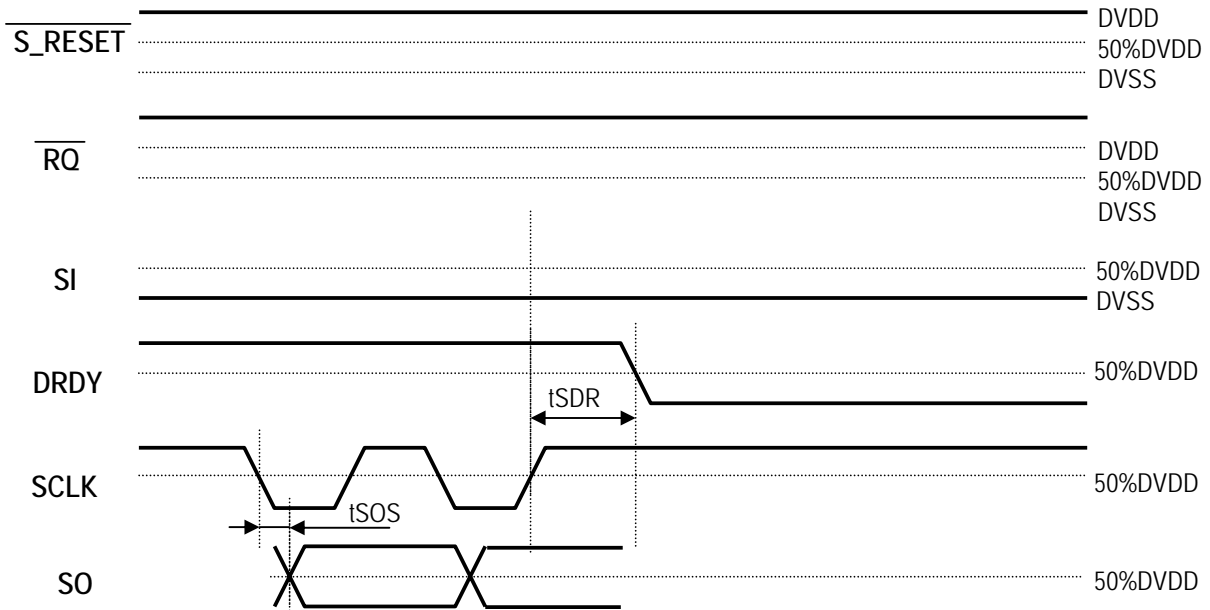 S_RESET
DVDD
50%DVDD
DVSS
RQ
DVDD
50%DVDD
DVSS
SI
50%DVDD
DVSS
DRDY
50%DVDD
tSDR
SCLK
50%DVDD
tSOS
SO
50%DVDD